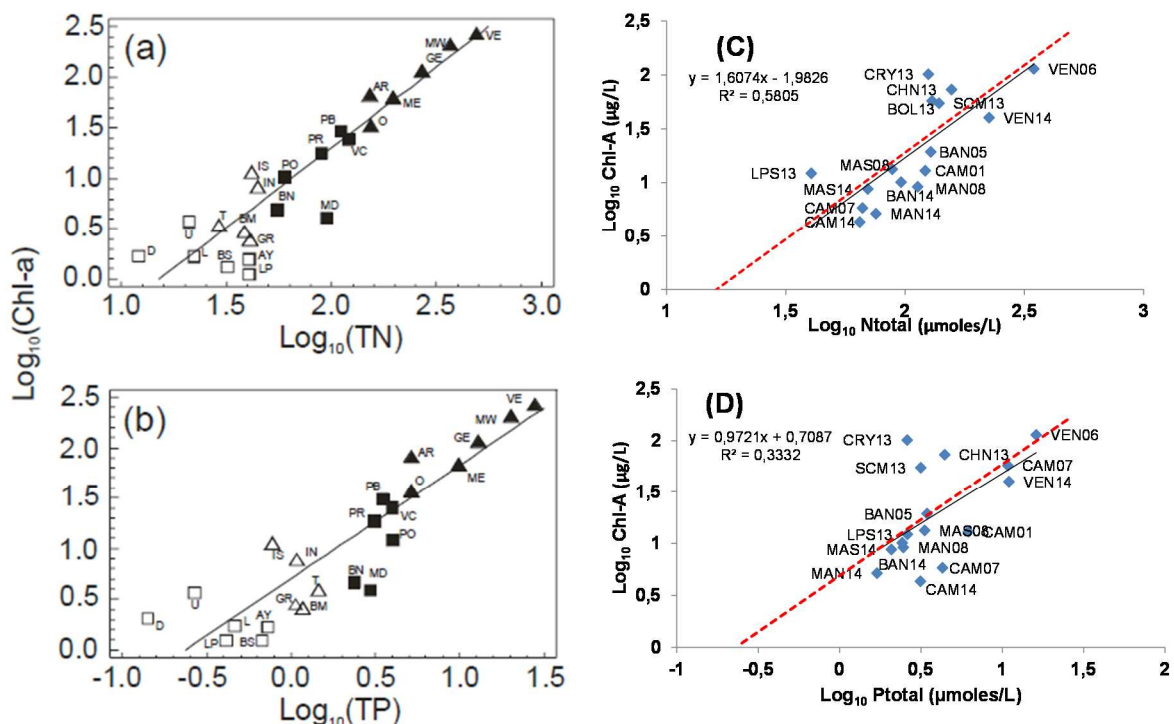 Log10(Chl-a)
(a)
2.5
2.0
1.5
1.0
0.5
0.0
MW
VE
GE
AR
ME
PB
O
PR
VC
PO
IS
IN
BN
MD
U
T
BM
GR
D
L
BS
AY
LP
1.0 1.5 2.0 2.5 3.0
Log10(TN)
(b)
2.5
2.0
1.5
1.0
0.5
0.0
VE
MW
GE
AR
ME
PB
O
PR
VC
PO
IS
IN
BN
MD
U
T
GR
BM
D
L
AY
LP
BS
-1.0 -0.5 0.0 0.5 1.0 1.5
Log10(TP)
(C)
y = 1,6074x - 1,9826
R² = 0,5805
Log10 Chl-A (µg/L)
2,5
2
1,5
1
0,5
0
CRY13
VEN06
CHN13
SCM13
BOL13
VEN14
BAN05
MAS08
CAM01
LPS13
MAS14
BAN14
MAN08
CAM07
MAN14
CAM14
1 1,5 2 2,5 3
Log10 Ntotal (µmoles/L)
(D)
y = 0,9721x + 0,7087
R² = 0,3332
Log10 Chl-A (µg/L)
2,5
2
1,5
1
0,5
0
CRY13
VEN06
CHN13
SCM13
CAM07
VEN14
BAN05
LPS13
MAS08
CAM01
MAS14
MAN08
BAN14
MAN14
CAM07
CAM14
-1 -0,5 0 0,5 1 1,5 2
Log10 Ptotal (µmoles/L)